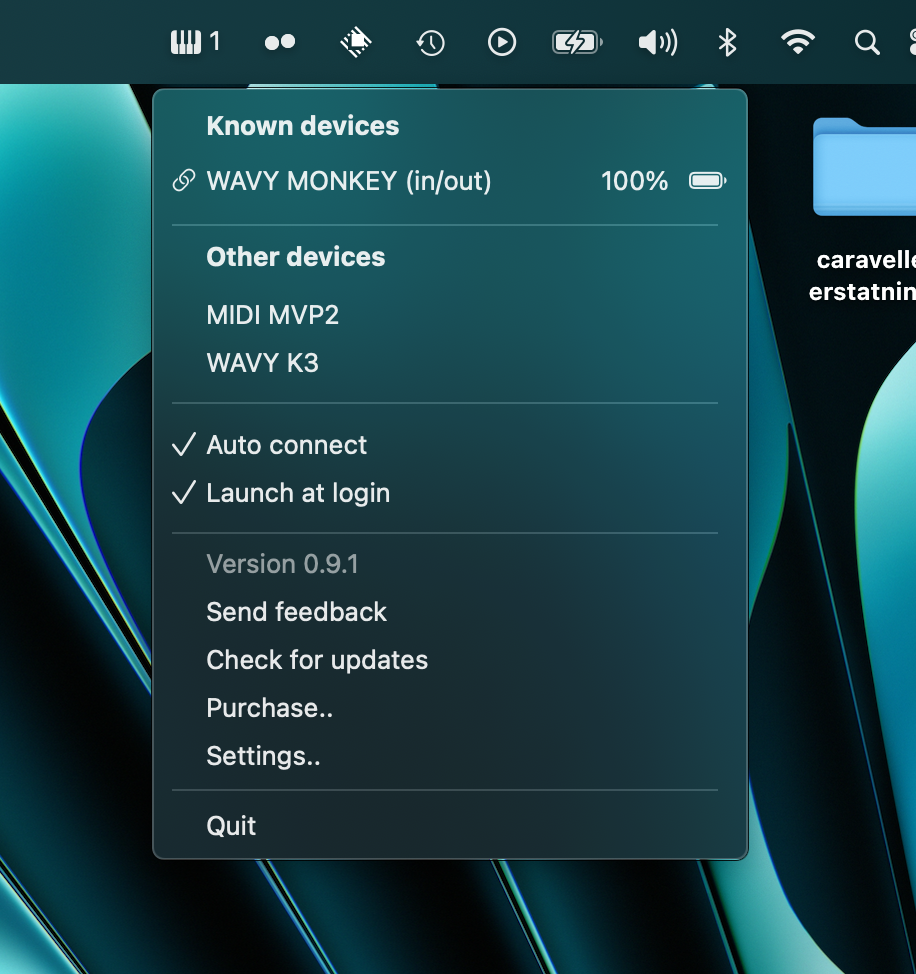 1
Known devices
WAVY MONKEY (in/out) 100%
Other devices
MIDI MVP2
WAVY K3
Auto connect
Launch at login
Version 0.9.1
Send feedback
Check for updates
Purchase..
Settings..
Quit
caravelle
erstatnin